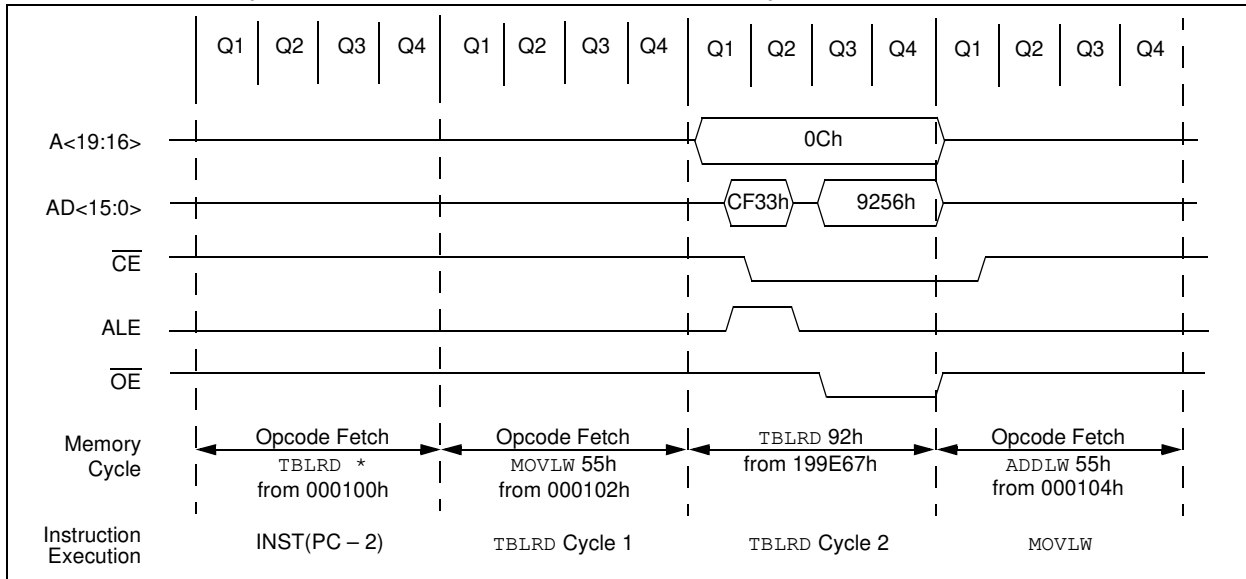 Q1 Q2 Q3 Q4 Q1 Q2 Q3 Q4 Q1 Q2 Q3 Q4 Q1 Q2 Q3 Q4
A<19:16> 0Ch
AD<15:0> CF33h 9256h
CE
ALE
OE
Memory
Cycle
Opcode Fetch
TBLRD *
from 000100h
Opcode Fetch
MOVLW 55h
from 000102h
TBLRD 92h
from 199E67h
Opcode Fetch
ADDLW 55h
from 000104h
Instruction
Execution
INST(PC – 2)
TBLRD Cycle 1
TBLRD Cycle 2
MOVLW